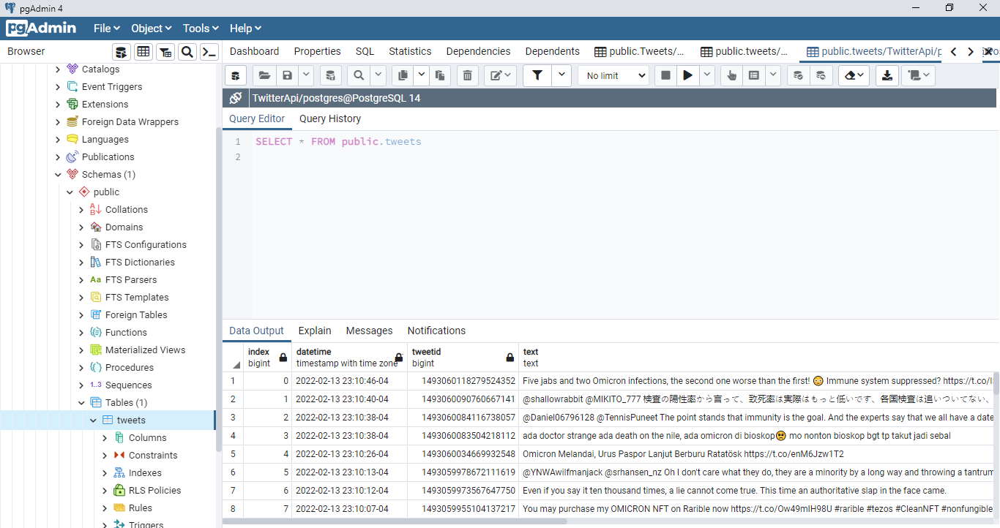 pgAdmin 4
pgAdmin File Object Tools Help
Browser
Dashboard Properties SQL Statistics Dependencies Dependents public.Tweets/... public.tweets/... public.tweets/TwitterApi/p
No limit
TwitterApi/postgres@PostgreSQL 14
Query Editor Query History
1 SELECT * FROM public.tweets
2
Catalogs
Event Triggers
Extensions
Foreign Data Wrappers
Languages
Publications
Schemas (1)
public
Collations
Domains
FTS Configurations
FTS Dictionaries
Aa FTS Parsers
FTS Templates
Foreign Tables
Functions
Materialized Views
Procedures
1..3 Sequences
Tables (1)
tweets
Columns
Constraints
Indexes
RLS Policies
Rules
Triggers
Data Output Explain Messages Notifications
index datetime tweetid text
bigint timestamp with time zone bigint text
1 0 2022-02-13 23:10:46-04 1493060118279524352 Five jabs and two Omicron infections, the second one worse than the first! 😳 Immune system suppressed? https://t.co/
2 1 2022-02-13 23:10:40-04 1493060090760667141 @shallowrabbit @MIKITO_777 検査の陽性率から言って、致死率は実際はもっと低いです、各国検査は追いついてない、
3 2 2022-02-13 23:10:38-04 1493060084116738057 @Daniel06796128 @TennisPuneet The point stands that immunity is the goal. And the experts say that we all have a date
4 3 2022-02-13 23:10:38-04 1493060083504218112 ada doctor strange ada death on the nile, ada omicron di bioskop🥺 mo nonton bioskop bgt tp takut jadi sebal
5 4 2022-02-13 23:10:26-04 1493060034669932548 Omicron Melandai, Urus Paspor Lanjut Berburu Ratatösk https://t.co/enM6Jzw1T2
6 5 2022-02-13 23:10:13-04 1493059978672111619 @YNWAwilfmanjack @srhansen_nz Oh I don't care what they do, they are a minority by a long way and throwing a tantrum
7 6 2022-02-13 23:10:12-04 1493059973567647750 Even if you say it ten thousand times, a lie cannot come true. This time an authoritative slap in the face came.
8 7 2022-02-13 23:10:07-04 1493059955104137217 You may purchase my OMICRON NFT on Rarible now https://t.co/Ow49mIH98U #rarible #tezos #CleanNFT #nonfungible